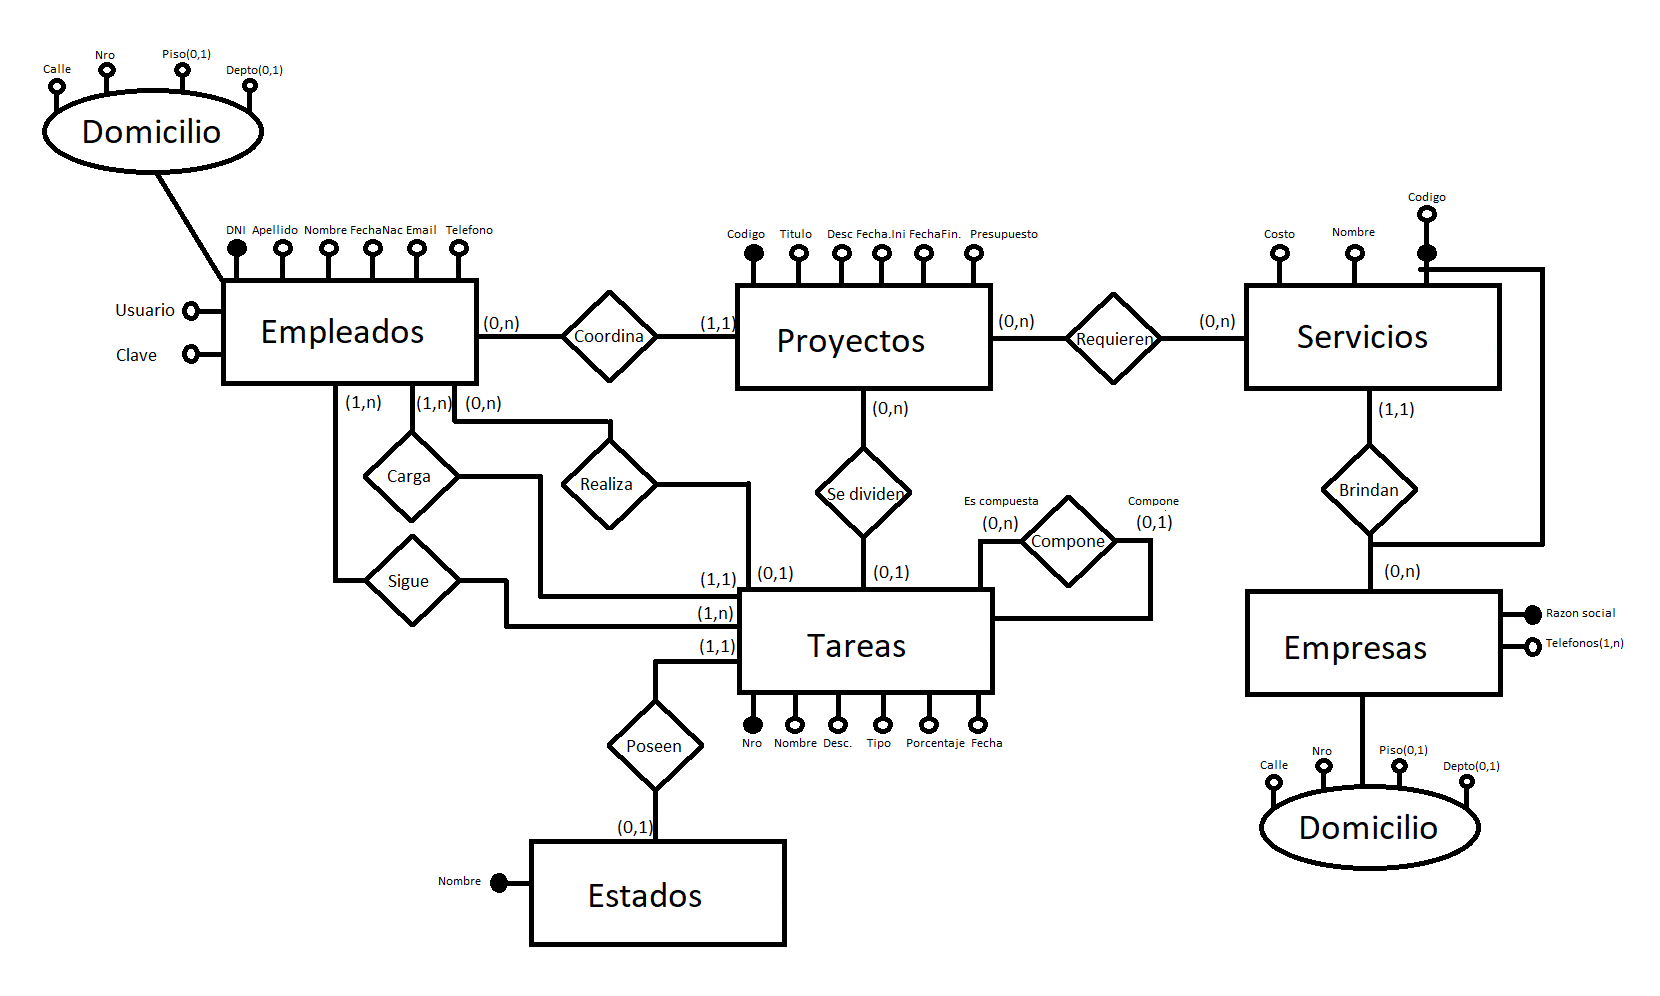 Calle
Nro
Piso(0,1)
Depto(0,1)
Domicilio
DNI
Apellido
Nombre
FechaNac
Email
Telefono
Usuario
Clave
Empleados
(0,n)
Coordina
(1,1)
Codigo
Titulo
Desc
Fecha.Ini
FechaFin.
Presupuesto
Proyectos
(0,n)
Requieren
(0,n)
Costo
Nombre
Codigo
Servicios
(1,n)
(1,n)
(0,n)
(0,n)
(1,1)
Carga
Realiza
Se dividen
Es compuesta
(0,n)
Compone
Compone
(0,1)
Brindan
Sigue
(1,1)
(0,1)
(0,1)
(0,n)
(1,n)
(1,1)
Tareas
Empresas
Razon social
Telefonos(1,n)
Nro
Nombre
Desc.
Tipo
Porcentaje
Fecha
Poseen
(0,1)
Calle
Nro
Piso(0,1)
Depto(0,1)
Domicilio
Nombre
Estados